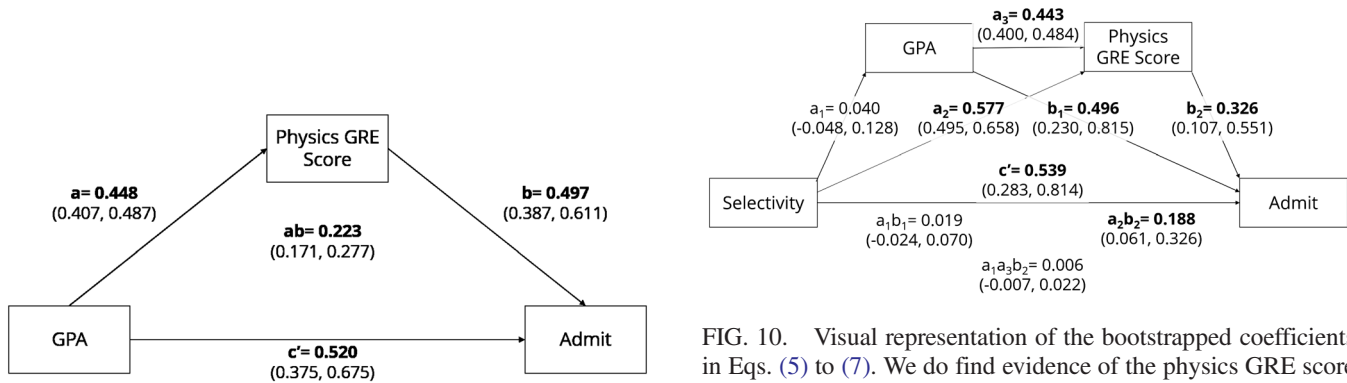 Physics GRE
Score
a= 0.448
(0.407, 0.487)
b= 0.497
(0.387, 0.611)
ab= 0.223
(0.171, 0.277)
GPA
Admit
c'= 0.520
(0.375, 0.675)
a₃= 0.443
(0.400, 0.484)
GPA
Physics
GRE Score
a₁= 0.040
(-0.048, 0.128)
a₂= 0.577
(0.495, 0.658)
b₁= 0.496
(0.230, 0.815)
b₂= 0.326
(0.107, 0.551)
c'= 0.539
(0.283, 0.814)
Selectivity
Admit
a₁b₁= 0.019
(-0.024, 0.070)
a₂b₂= 0.188
(0.061, 0.326)
a₁a₃b₂= 0.006
(-0.007, 0.022)
FIG. 10. Visual representation of the bootstrapped coefficients
in Eqs. (5) to (7). We do find evidence of the physics GRE score